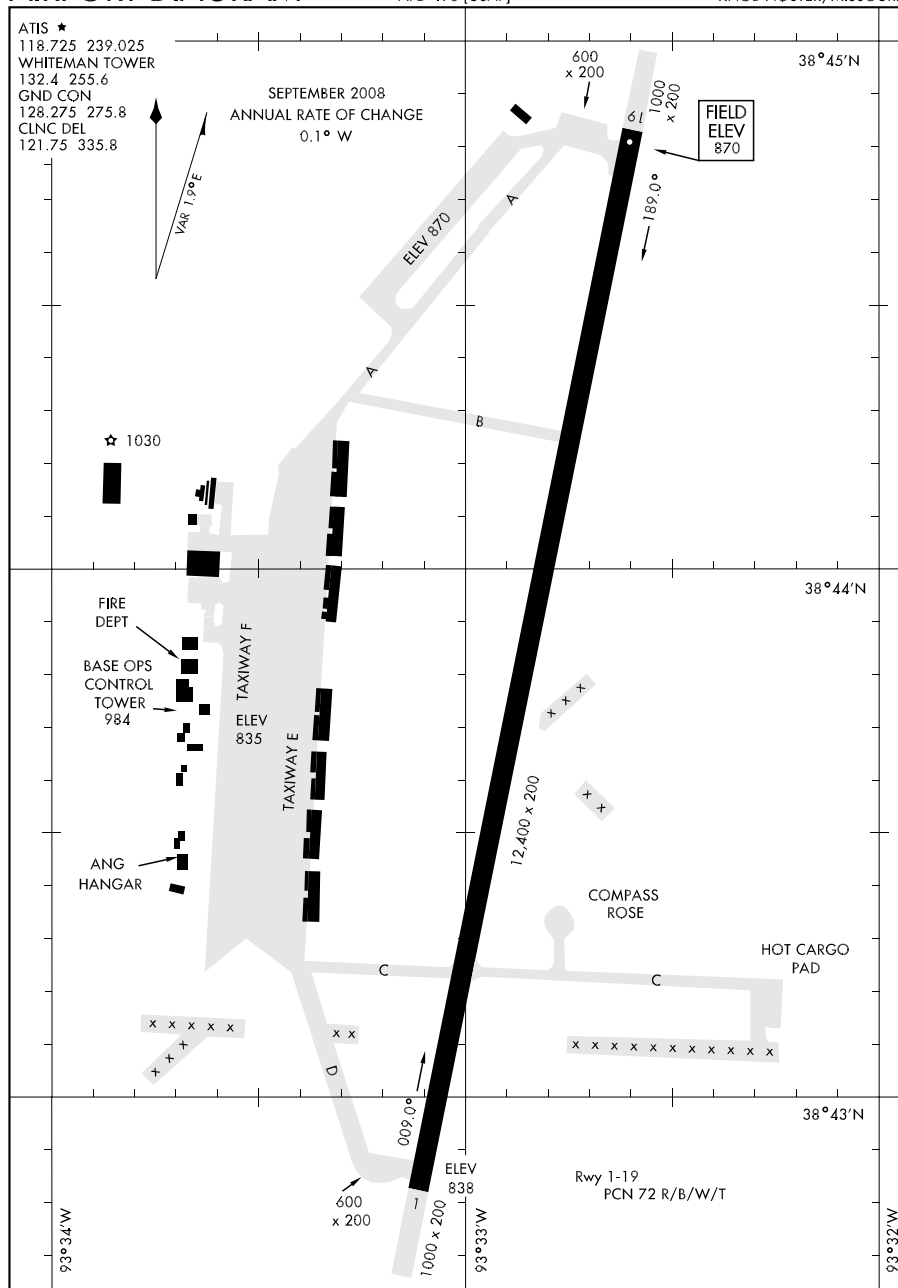 ATIS ★
118.725 239.025
WHITEMAN TOWER
132.4 255.6
GND CON
128.275 275.8
CLNC DEL
121.75 335.8
SEPTEMBER 2008
ANNUAL RATE OF CHANGE
0.1° W
VAR 1.9°E
600
x 200
1000
x 200
38°45'N
19
FIELD
ELEV
870
189.0°
ELEV 870
A
A
B
☆ 1030
38°44'N
FIRE
DEPT
BASE OPS
CONTROL
TOWER
984
TAXIWAY F
ELEV
835
TAXIWAY E
X X X
X X
12,400 x 200
ANG
HANGAR
COMPASS
ROSE
HOT CARGO
PAD
C
C
X X X X X
X X X
X X
X X X X X X X X X X X
D
009.0°
38°43'N
ELEV
838
Rwy 1-19
PCN 72 R/B/W/T
600
x 200
1
1000 x 200
93°34'W
93°33'W
93°32'W